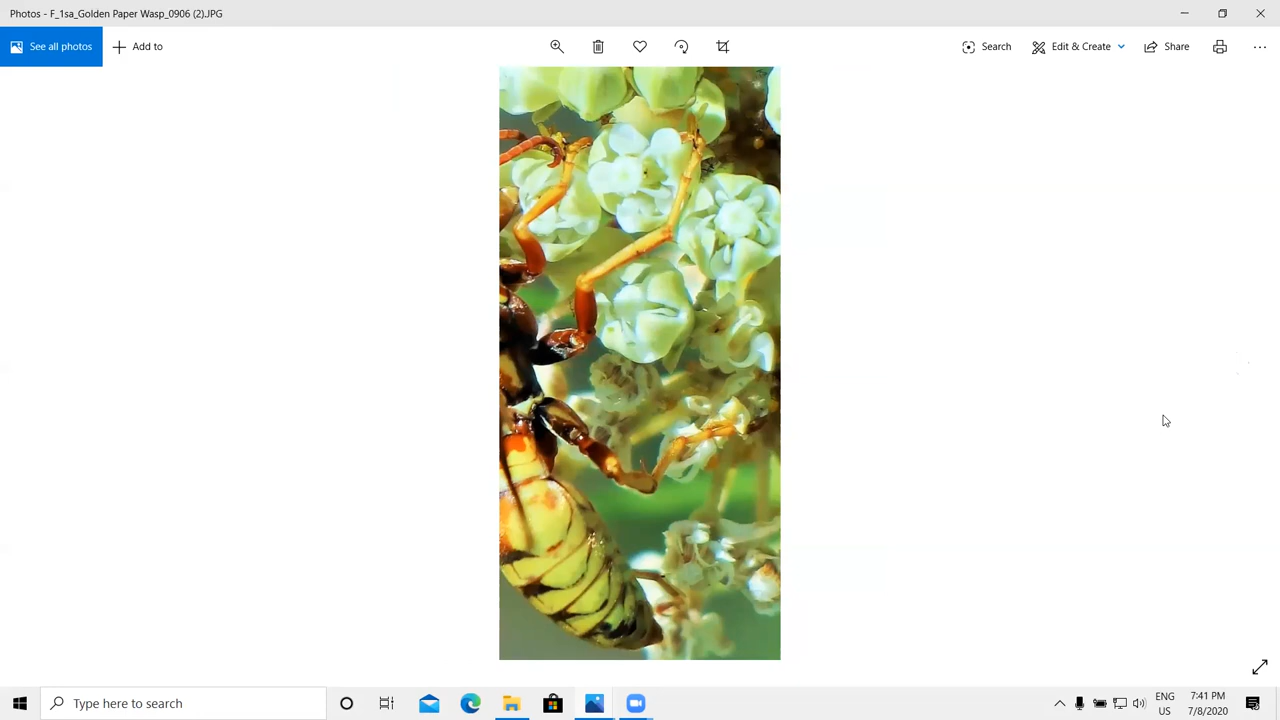 Photos - F_1sa_Golden Paper Wasp_0906 (2).JPG
See all photos
Add to
Search
Edit & Create
Share
Type here to search
ENG
US
7:41 PM
7/8/2020